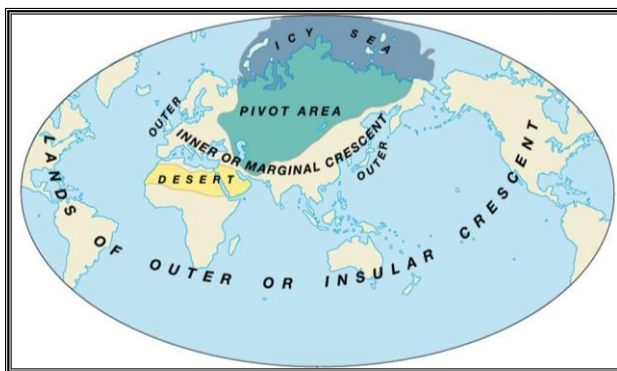 ICY SEA
PIVOT AREA
OUTER
INNER OR MARGINAL CRESCENT
OUTER
DESERT
LANDS OF OUTER OR INSULAR CRESCENT